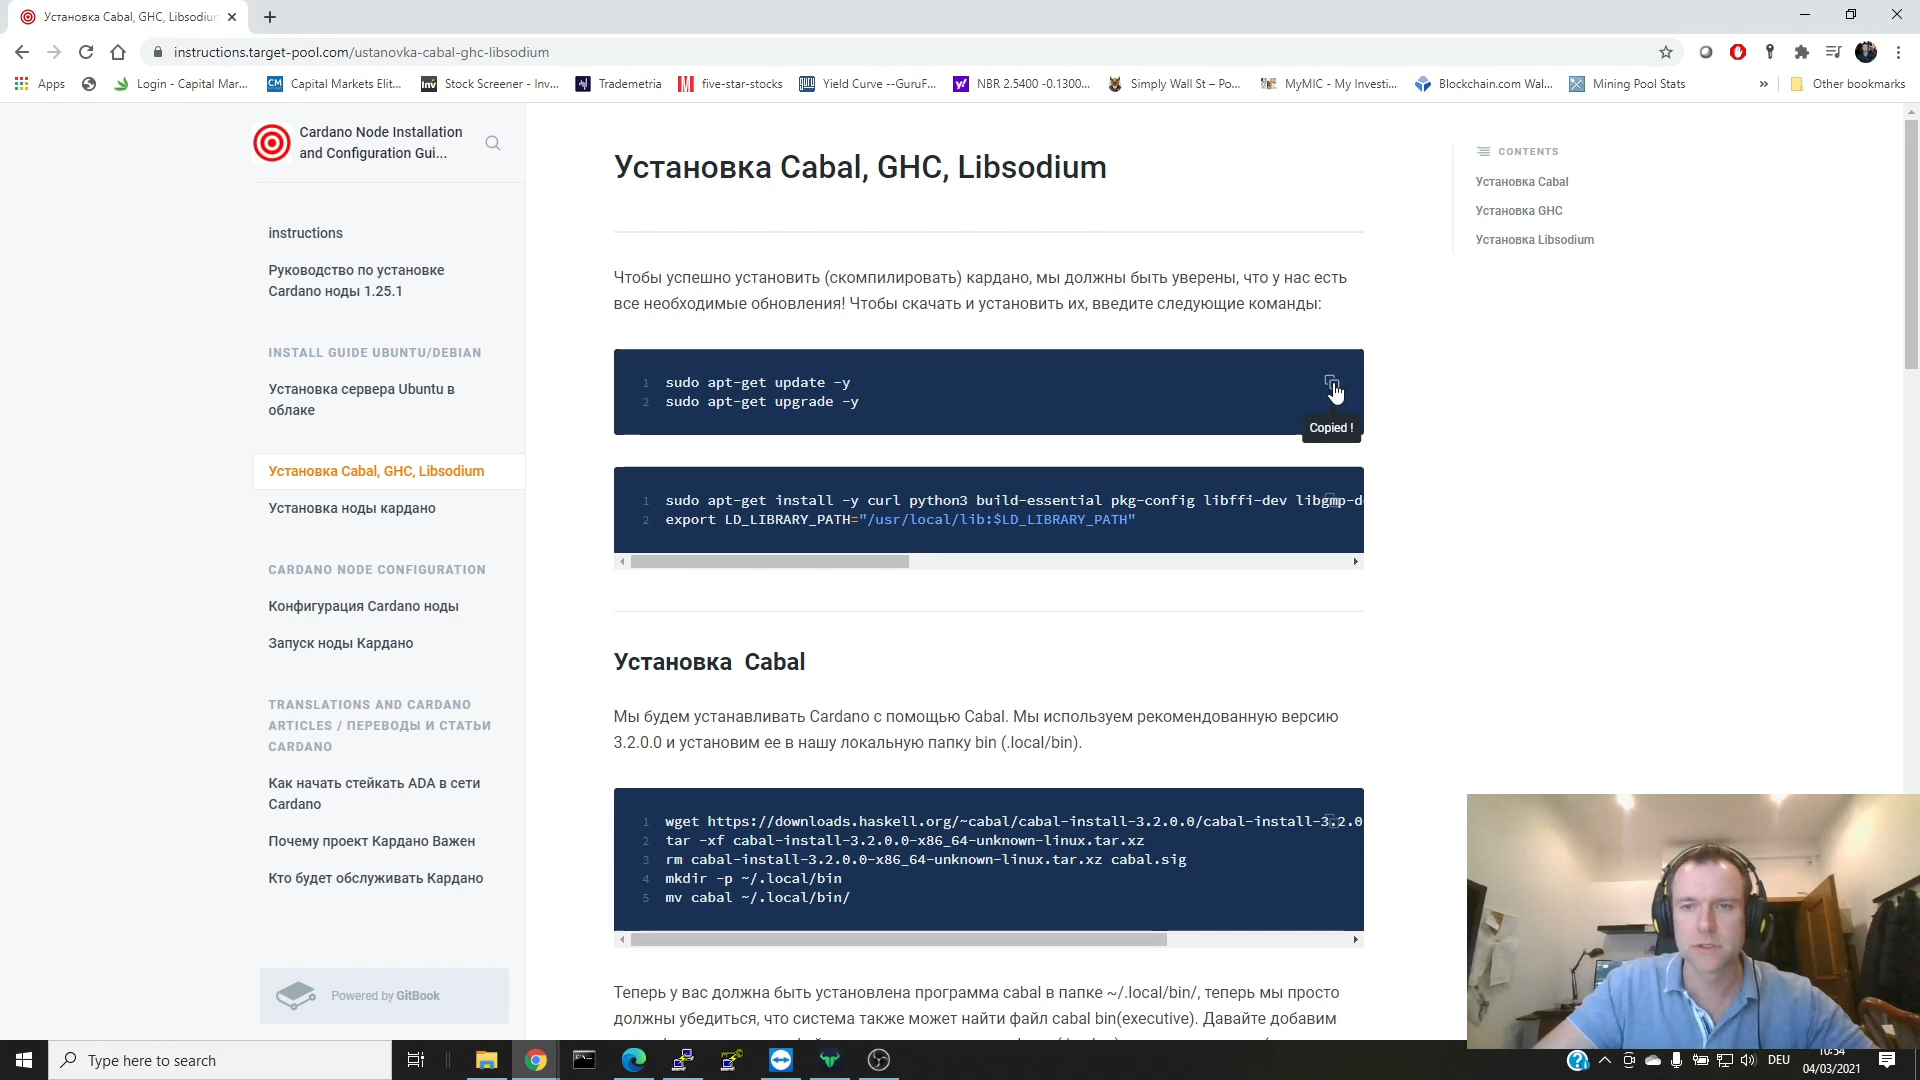 Установка Cabal, GHC, Libsodium
instructions.target-pool.com/ustanovka-cabal-ghc-libsodium
Apps
Login - Capital Mar...
Capital Markets Elit...
Stock Screener - Inv...
Trademetria
five-star-stocks
Yield Curve --GuruF...
NBR 2.5400 -0.1300...
Simply Wall St – Po...
MyMIC - My Investi...
Blockchain.com Wal...
Mining Pool Stats
»
Other bookmarks
Cardano Node Installation
and Configuration Gui...
instructions
Руководство по установке
Cardano ноды 1.25.1
INSTALL GUIDE UBUNTU/DEBIAN
Установка сервера Ubuntu в
облаке
Установка Cabal, GHC, Libsodium
Установка ноды кардано
CARDANO NODE CONFIGURATION
Конфигурация Cardano ноды
Запуск ноды Кардано
TRANSLATIONS AND CARDANO
ARTICLES / ПЕРЕВОДЫ И СТАТЬИ
CARDANO
Как начать стейкать ADA в сети
Cardano
Почему проект Кардано Важен
Кто будет обслуживать Кардано
Powered by GitBook
Установка Cabal, GHC, Libsodium
Чтобы успешно установить (скомпилировать) кардано, мы должны быть уверены, что у нас есть
все необходимые обновления! Чтобы скачать и установить их, введите следующие команды:
1 sudo apt-get update -y
2 sudo apt-get upgrade -y
Copied !
1 sudo apt-get install -y curl python3 build-essential pkg-config libffi-dev libgmp-d
2 export LD_LIBRARY_PATH="/usr/local/lib:$LD_LIBRARY_PATH"
Установка Cabal
Мы будем устанавливать Cardano с помощью Cabal. Мы используем рекомендованную версию
3.2.0.0 и установим ее в нашу локальную папку bin (.local/bin).
1 wget https://downloads.haskell.org/~cabal/cabal-install-3.2.0.0/cabal-install-3.2.0
2 tar -xf cabal-install-3.2.0.0-x86_64-unknown-linux.tar.xz
3 rm cabal-install-3.2.0.0-x86_64-unknown-linux.tar.xz cabal.sig
4 mkdir -p ~/.local/bin
5 mv cabal ~/.local/bin/
Теперь у вас должна быть установлена программа cabal в папке ~/.local/bin/, теперь мы просто
должны убедиться, что система также может найти файл cabal bin(executive). Давайте добавим
CONTENTS
Установка Cabal
Установка GHC
Установка Libsodium
Type here to search
DEU
10:54
04/03/2021